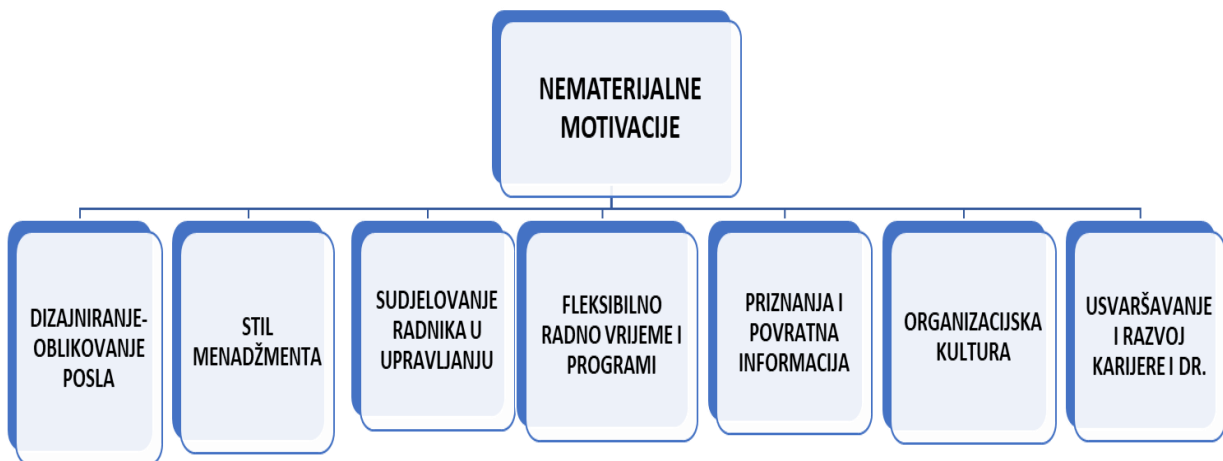 NEMATERIJALNE
MOTIVACIJE
DIZAJNIRANJE-
OBLIKOVANJE
POSLA
STIL
MENADŽMENTA
SUDJELOVANJE
RADNIKA U
UPRAVLJANJU
FLEKSIBILNO
RADNO VRIJEME I
PROGRAMI
PRIZNANJA I
POVRATNA
INFORMACIJA
ORGANIZACIJSKA
KULTURA
USVARŠAVANJE
I RAZVOJ
KARIJERE I DR.